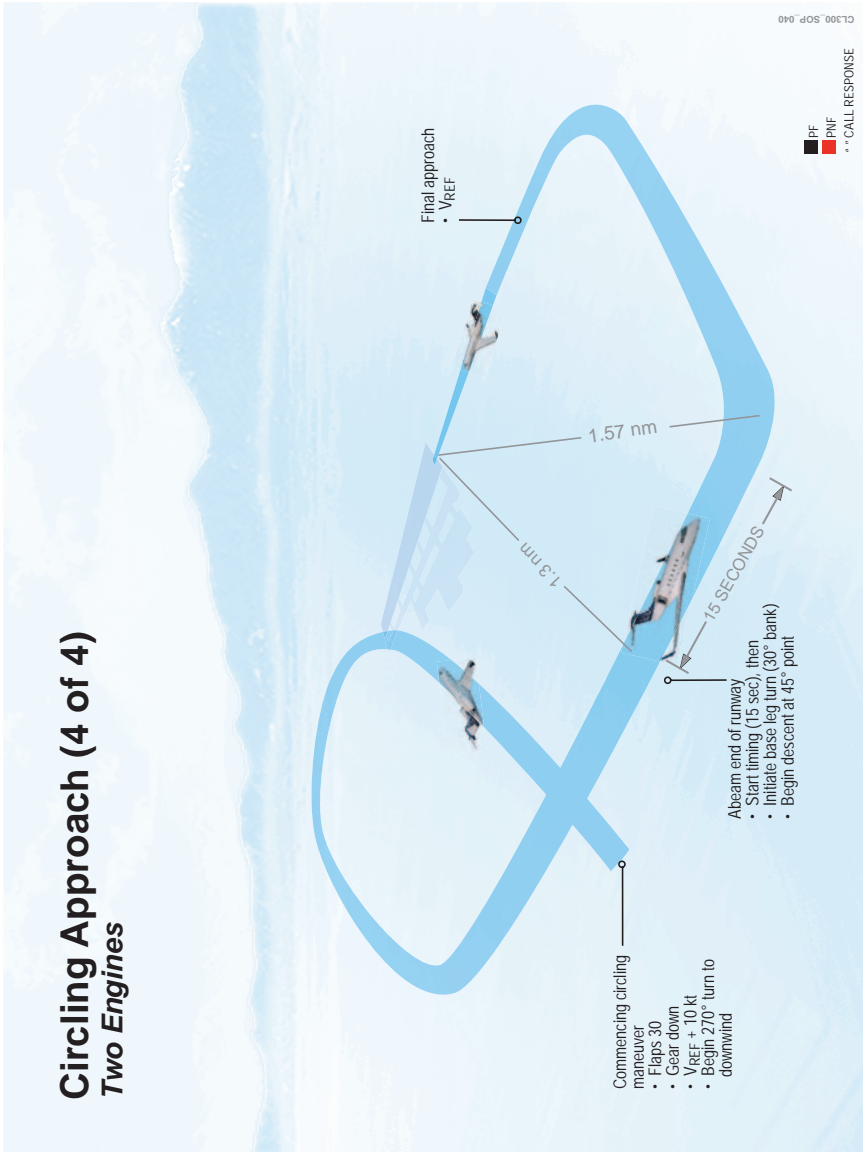 Circling Approach (4 of 4)
Two Engines
Commencing circling
maneuver
• Flaps 30
• Gear down
• VREF + 10 kt
• Begin 270° turn to
downwind
Abeam end of runway
• Start timing (15 sec), then
• Initiate base leg turn (30° bank)
• Begin descent at 45° point
15 SECONDS
1.3 nm
1.57 nm
Final approach
• VREF
PF
PNF
“ ” CALL RESPONSE
CL300_SOP_040